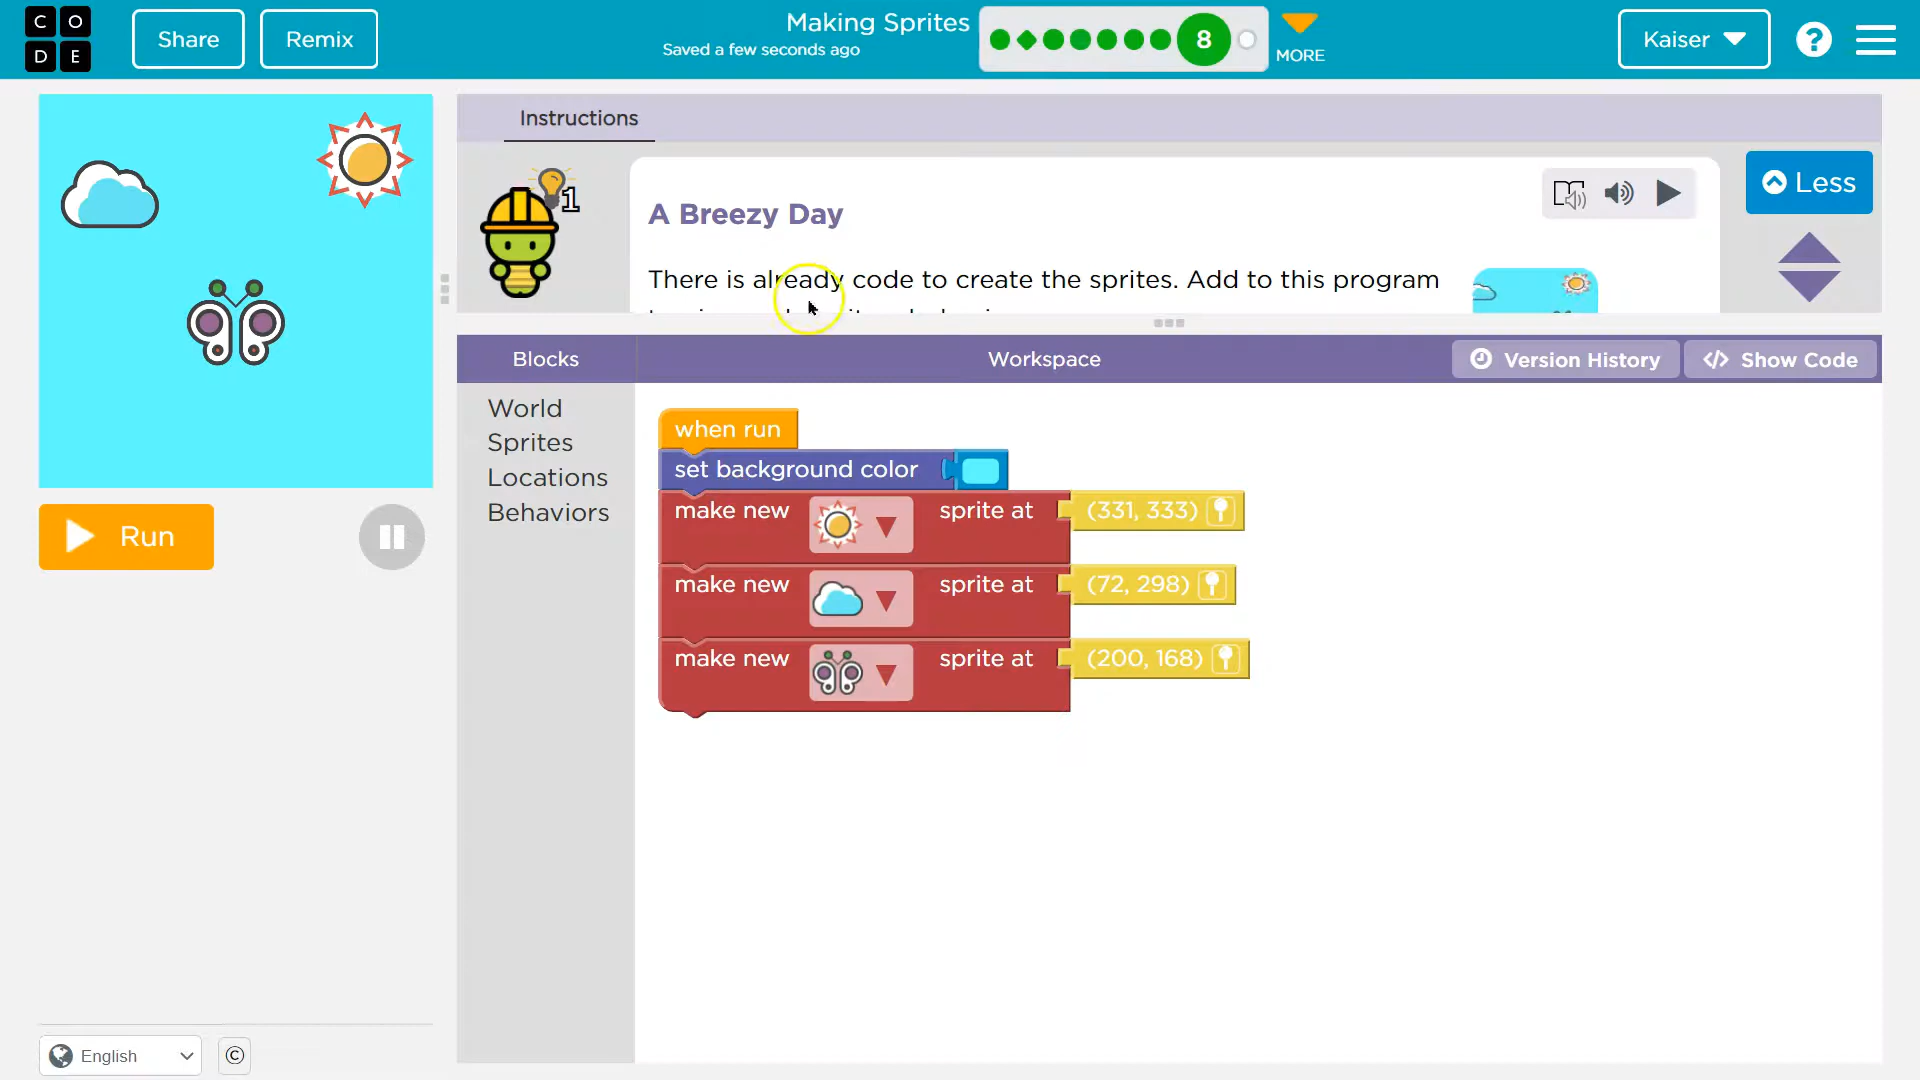 C O
D E
Share
Remix
Making Sprites
Saved a few seconds ago
8
MORE
Kaiser
?
Instructions
1
A Breezy Day
There is already code to create the sprites. Add to this program
Less
Blocks
Workspace
Version History
Show Code
World
Sprites
Locations
Behaviors
when run
set background color
make new sprite at (331, 333)
make new sprite at (72, 298)
make new sprite at (200, 168)
Run
English
©